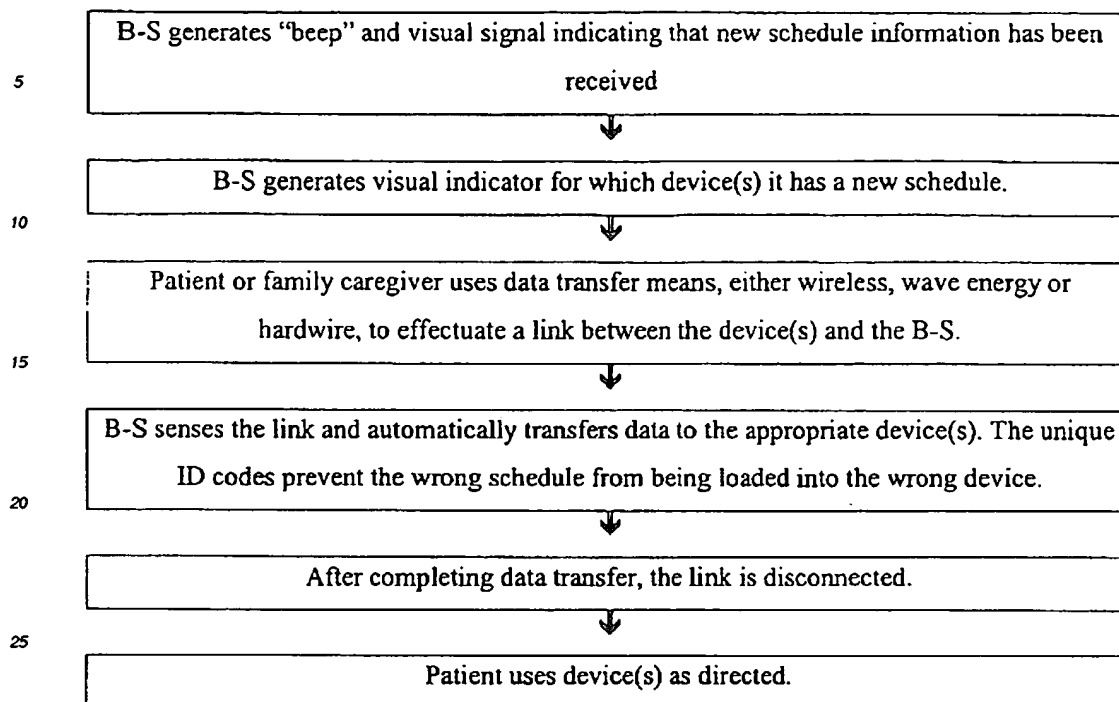 B-S generates “beep” and visual signal indicating that new schedule information has been
5
received
B-S generates visual indicator for which device(s) it has a new schedule.
10
Patient or family caregiver uses data transfer means, either wireless, wave energy or
hardwire, to effectuate a link between the device(s) and the B-S.
15
B-S senses the link and automatically transfers data to the appropriate device(s). The unique
ID codes prevent the wrong schedule from being loaded into the wrong device.
20
After completing data transfer, the link is disconnected.
25
Patient uses device(s) as directed.